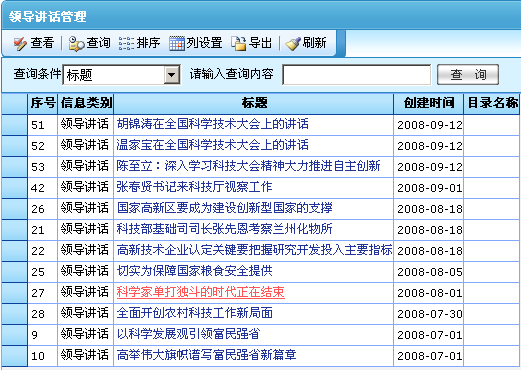 领导讲话管理
查看 查询 排序 列设置 导出 刷新
查询条件 标题 请输入查询内容 查 询
序号 信息类别 标题 创建时间 目录名称
51 领导讲话 胡锦涛在全国科学技术大会上的讲话 2008-09-12
52 领导讲话 温家宝在全国科学技术大会上的讲话 2008-09-12
53 领导讲话 陈至立：深入学习科技大会精神大力推进自主创新 2008-09-12
42 领导讲话 张春贤书记来科技厅视察工作 2008-09-01
26 领导讲话 国家高新区要成为建设创新型国家的支撑 2008-08-18
21 领导讲话 科技部基础司司长张先恩考察兰州化物所 2008-08-18
22 领导讲话 高新技术企业认定关键要把握研究开发投入主要指标 2008-08-18
25 领导讲话 切实为保障国家粮食安全提供 2008-08-05
27 领导讲话 科学家单打独斗的时代正在结束 2008-08-01
28 领导讲话 全面开创农村科技工作新局面 2008-07-30
9 领导讲话 以科学发展观引领富民强省 2008-07-01
10 领导讲话 高举伟大旗帜谱写富民强省新篇章 2008-07-01